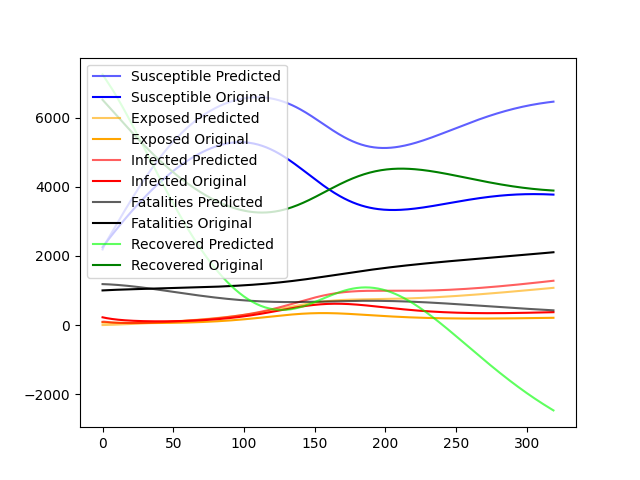 Susceptible Predicted
Susceptible Original
Exposed Predicted
Exposed Original
Infected Predicted
Infected Original
Fatalities Predicted
Fatalities Original
Recovered Predicted
Recovered Original
6000
4000
2000
0
−2000
0 50 100 150 200 250 300